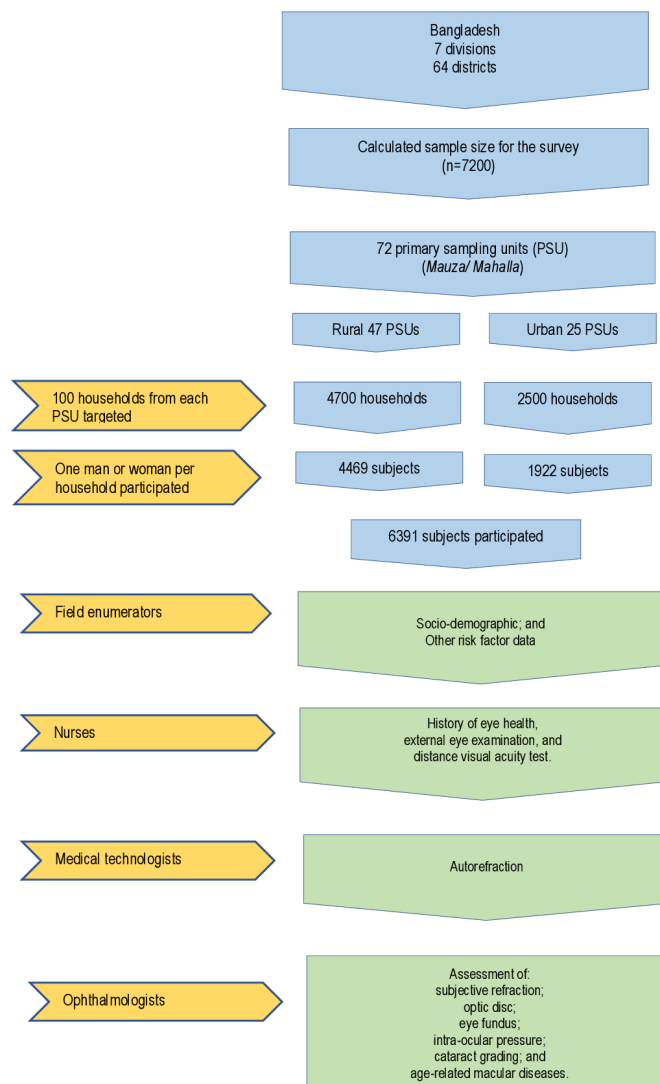 Bangladesh
7 divisions
64 districts
Calculated sample size for the survey
(n=7200)
72 primary sampling units (PSU)
(Mauza/ Mahalla)
Rural 47 PSUs
Urban 25 PSUs
100 households from each
PSU targeted
4700 households
2500 households
One man or woman per
household participated
4469 subjects
1922 subjects
6391 subjects participated
Field enumerators
Socio-demographic; and
Other risk factor data
Nurses
History of eye health,
external eye examination, and
distance visual acuity test.
Medical technologists
Autorefraction
Ophthalmologists
Assessment of:
subjective refraction;
optic disc;
eye fundus;
intra-ocular pressure;
cataract grading; and
age-related macular diseases.